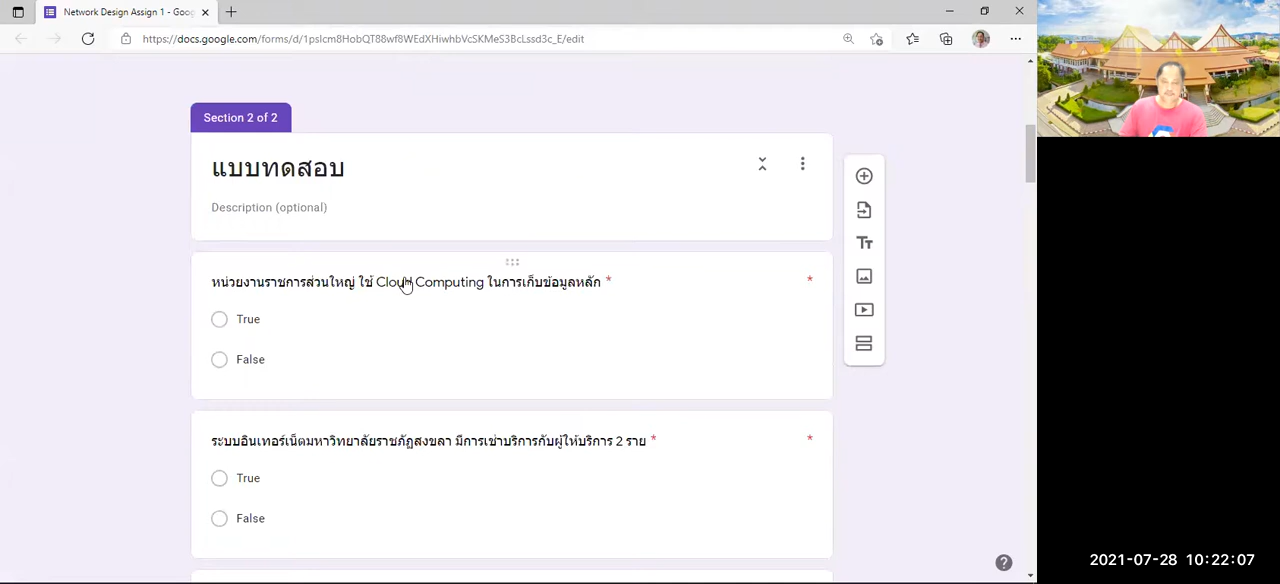 Network Design Assign 1 - Goog
https://docs.google.com/forms/d/1pslcm8HobQT88wf8WEdXHiwhbVcSKMeS3BcLssd3c_E/edit
Section 2 of 2
แบบทดสอบ
Description (optional)
หน่วยงานราชการส่วนใหญ่ ใช้ Cloud Computing ในการเก็บข้อมูลหลัก *
*
True
False
ระบบอินเทอร์เน็ตมหาวิทยาลัยราชภัฏสงขลา มีการเช่าบริการกับผู้ให้บริการ 2 ราย *
*
True
False
2021-07-28 10:22:07